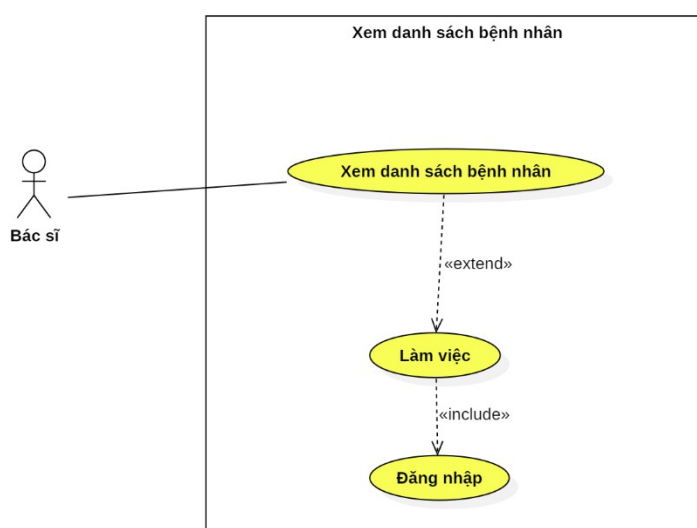 Xem danh sách bệnh nhân
Xem danh sách bệnh nhân
Bác sĩ
«extend»
Làm việc
«include»
Đăng nhập